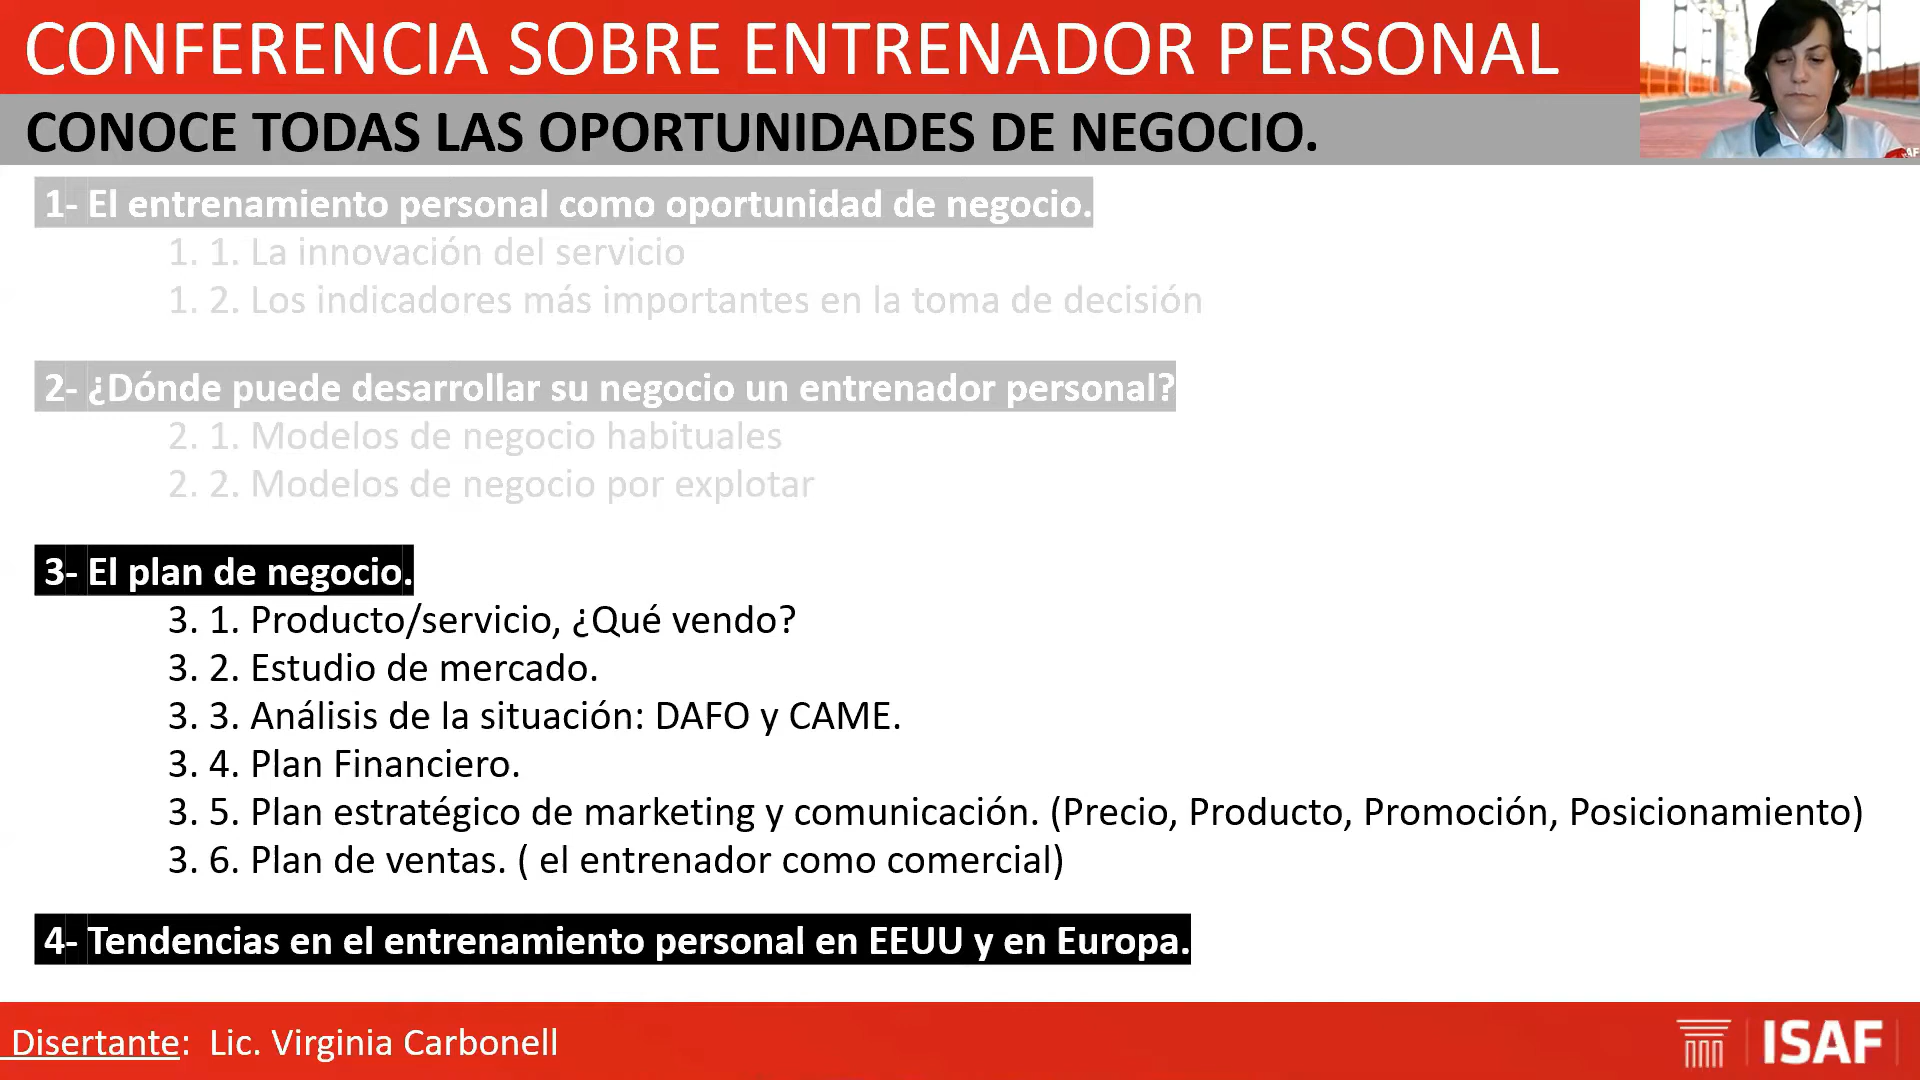 CONFERENCIA SOBRE ENTRENADOR PERSONAL
CONOCE TODAS LAS OPORTUNIDADES DE NEGOCIO.
1- El entrenamiento personal como oportunidad de negocio.
1. 1. La innovación del servicio
1. 2. Los indicadores más importantes en la toma de decisión
2- ¿Dónde puede desarrollar su negocio un entrenador personal?
2. 1. Modelos de negocio habituales
2. 2. Modelos de negocio por explotar
3- El plan de negocio.
3. 1. Producto/servicio, ¿Qué vendo?
3. 2. Estudio de mercado.
3. 3. Análisis de la situación: DAFO y CAME.
3. 4. Plan Financiero.
3. 5. Plan estratégico de marketing y comunicación. (Precio, Producto, Promoción, Posicionamiento)
3. 6. Plan de ventas. ( el entrenador como comercial)
4- Tendencias en el entrenamiento personal en EEUU y en Europa.
Disertante: Lic. Virginia Carbonell
ISAF